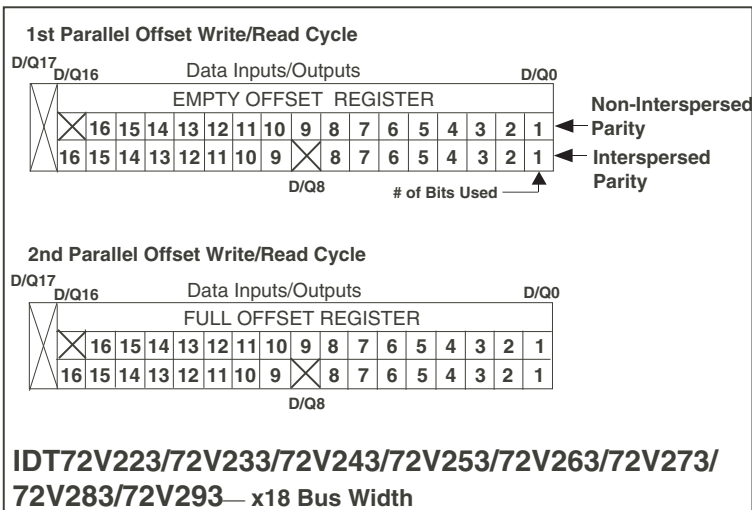 1st Parallel Offset Write/Read Cycle
D/Q17
D/Q16 Data Inputs/Outputs D/Q0
EMPTY OFFSET REGISTER
16 15 14 13 12 11 10 9 8 7 6 5 4 3 2 1 Non-Interspersed Parity
16 15 14 13 12 11 10 9 8 7 6 5 4 3 2 1 Interspersed Parity
D/Q8 # of Bits Used
2nd Parallel Offset Write/Read Cycle
D/Q17
D/Q16 Data Inputs/Outputs D/Q0
FULL OFFSET REGISTER
16 15 14 13 12 11 10 9 8 7 6 5 4 3 2 1
16 15 14 13 12 11 10 9 8 7 6 5 4 3 2 1
D/Q8
IDT72V223/72V233/72V243/72V253/72V263/72V273/
72V283/72V293— x18 Bus Width